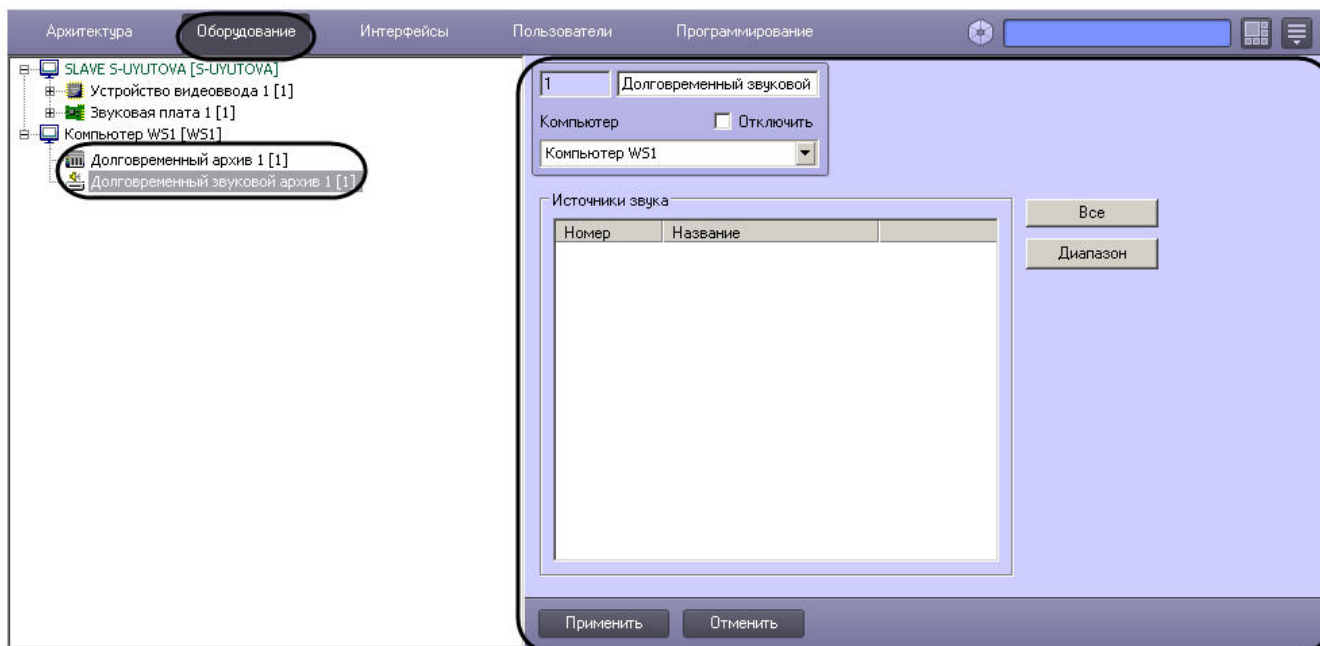 Архитектура Оборудование Интерфейсы Пользователи Программирование
SLAVE S-UYUTOVA [S-UYUTOVA]
Устройство видеоввода 1 [1]
Звуковая плата 1 [1]
Компьютер WS1 [WS1]
Долговременный архив 1 [1]
Долговременный звуковой архив 1 [1]
1 Долговременный звуковой
Компьютер Отключить
Компьютер WS1
Источники звука
Номер Название
Все
Диапазон
Применить Отменить